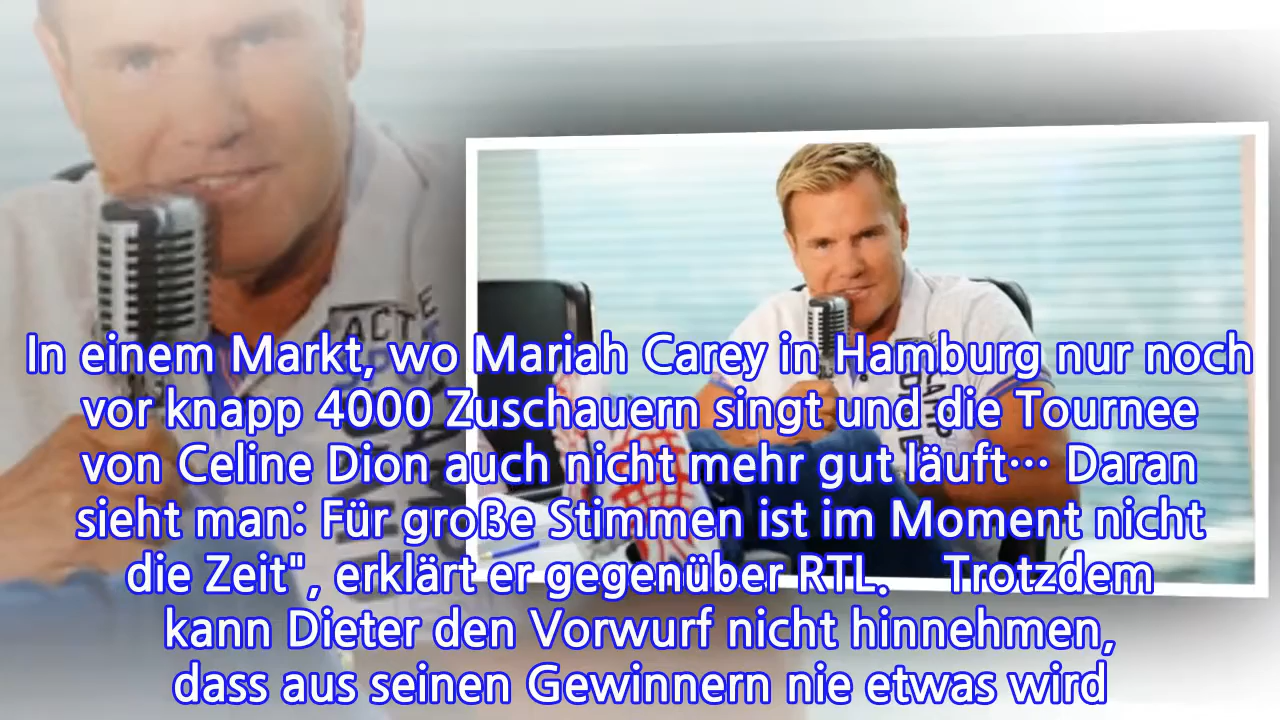 In einem Markt, wo Mariah Carey in Hamburg nur noch
vor knapp 4000 Zuschauern singt und die Tournee
von Celine Dion auch nicht mehr gut läuft… Daran
sieht man: Für große Stimmen ist im Moment nicht
die Zeit", erklärt er gegenüber RTL. Trotzdem
kann Dieter den Vorwurf nicht hinnehmen,
dass aus seinen Gewinnern nie etwas wird
ACTE